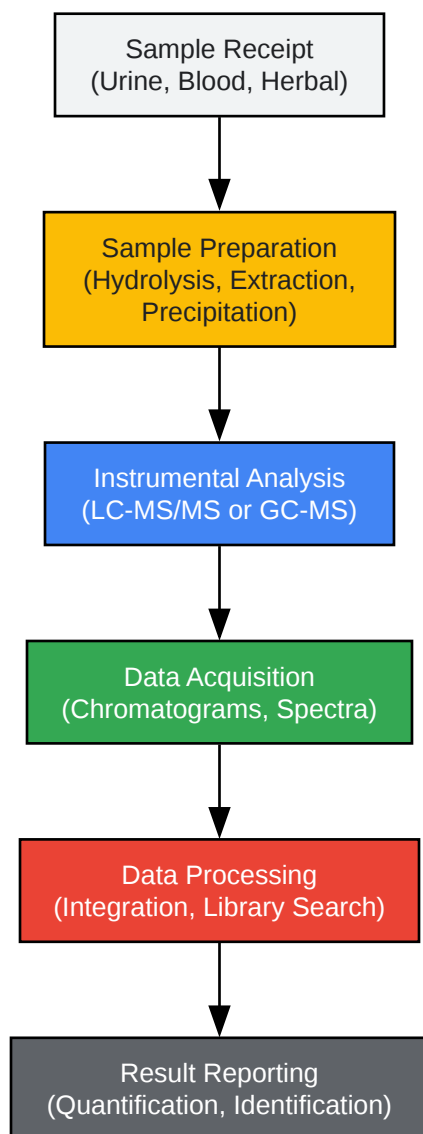 Sample Receipt
(Urine, Blood, Herbal)
Sample Preparation
(Hydrolysis, Extraction,
Precipitation)
Instrumental Analysis
(LC-MS/MS or GC-MS)
Data Acquisition
(Chromatograms, Spectra)
Data Processing
(Integration, Library Search)
Result Reporting
(Quantification, Identification)